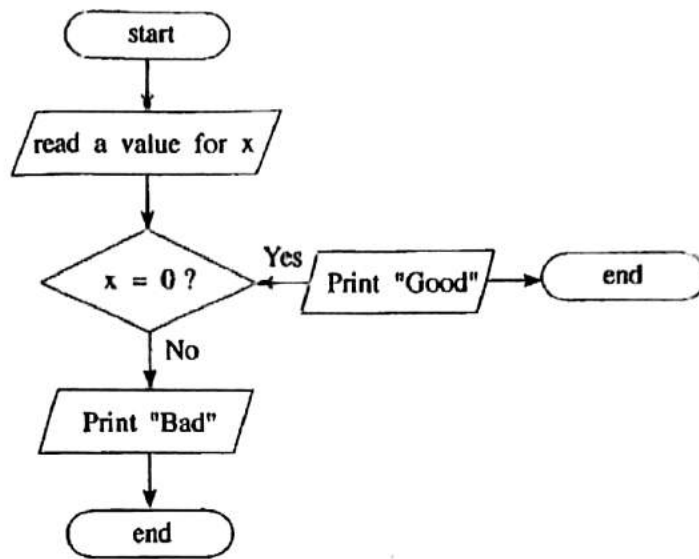 start
read a value for x
x = 0 ?
Yes
Print "Good"
end
No
Print "Bad"
end